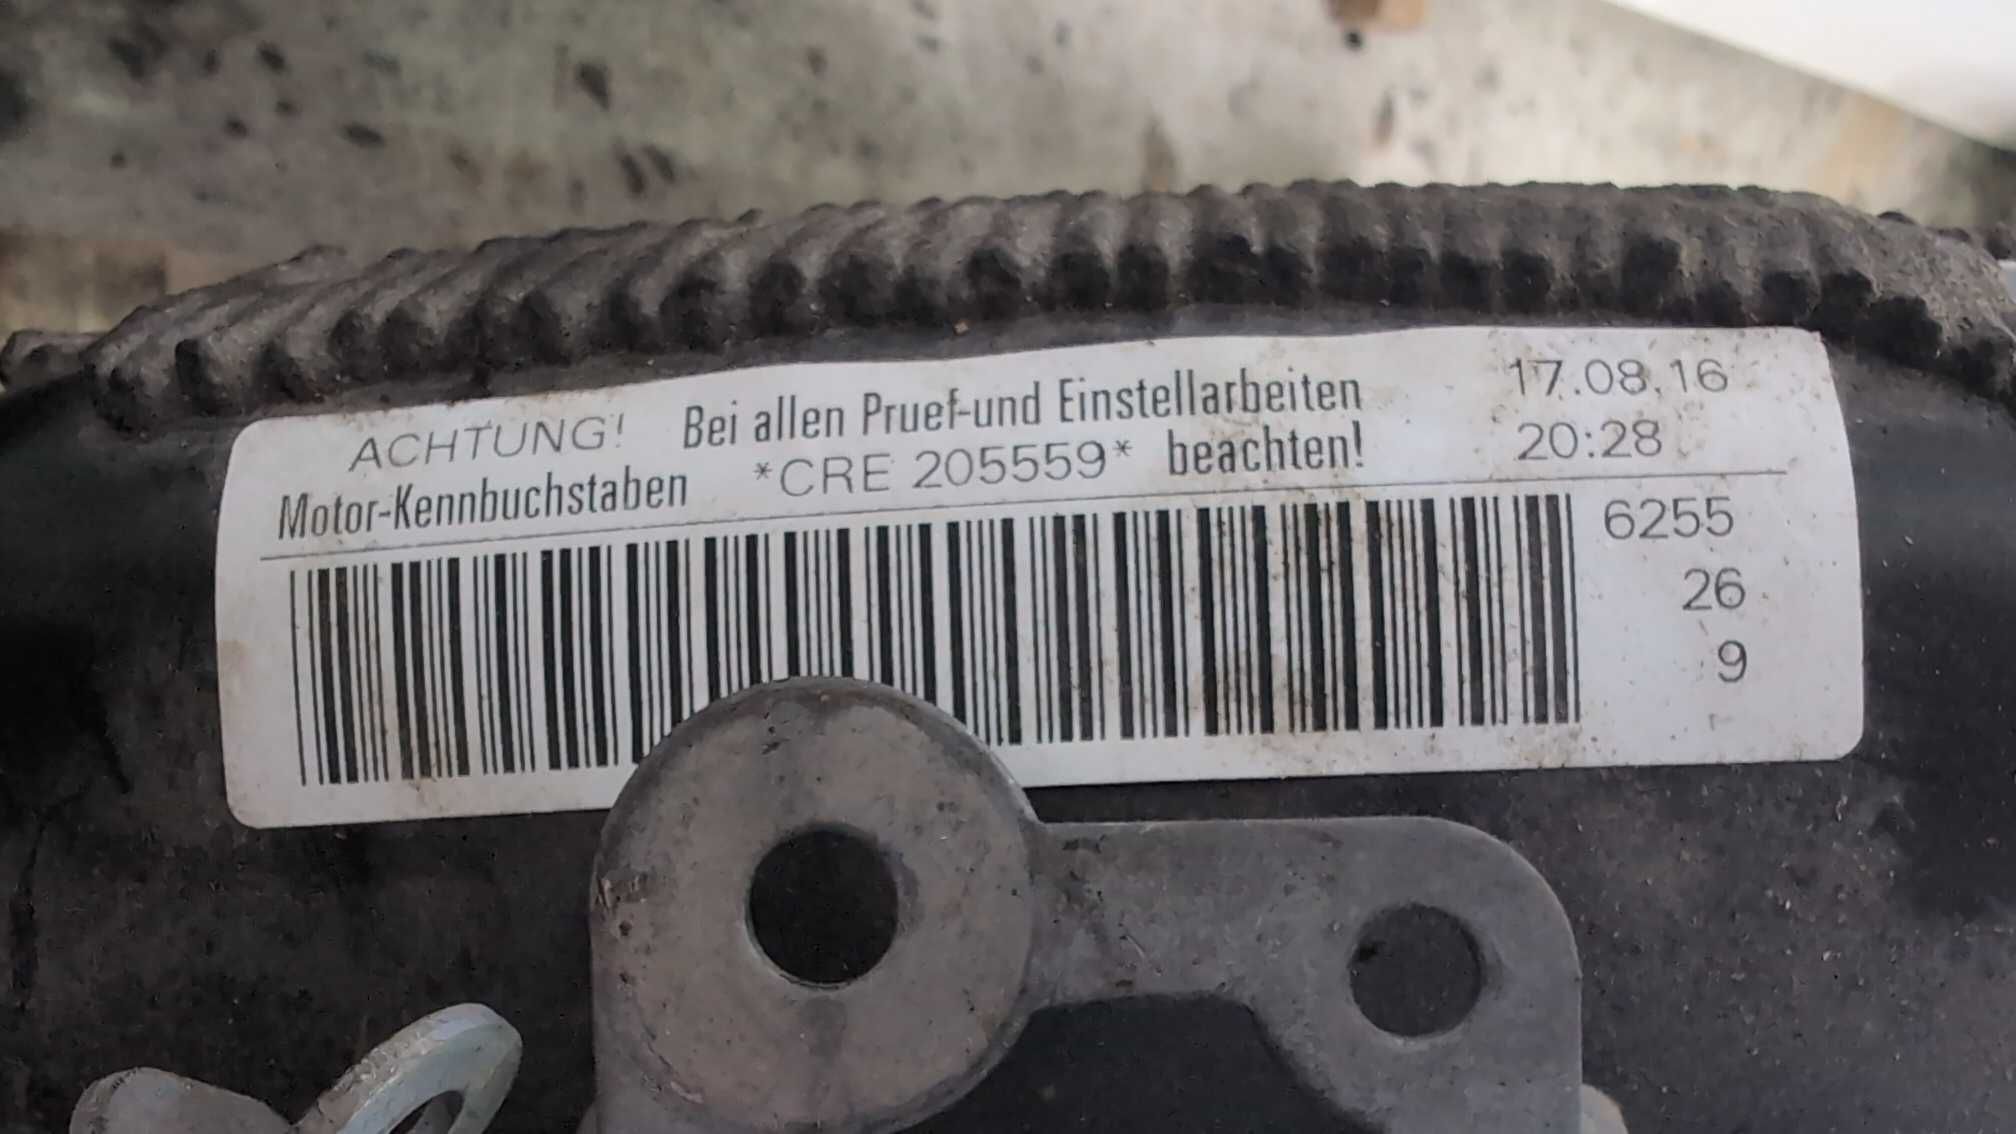 ACHTUNG! Bei allen Pruef-und Einstellarbeiten 17.08.16
Motor-Kennbuchstaben *CRE 205559* beachten! 20:28
6255
26
9